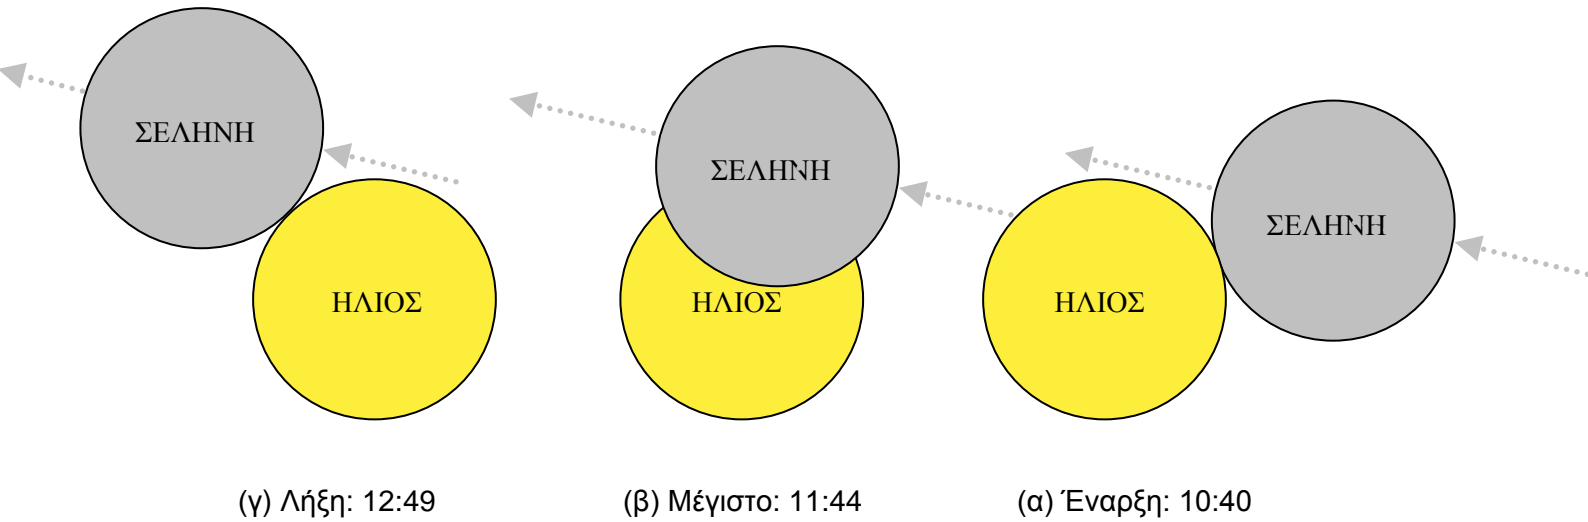 ΣΕΛΗΝΗ
ΣΕΛΗΝΗ
ΣΕΛΗΝΗ
ΗΛΙΟΣ
ΗΛΙΟΣ
ΗΛΙΟΣ
(γ) Λήξη: 12:49
(β) Μέγιστο: 11:44
(α) Έναρξη: 10:40